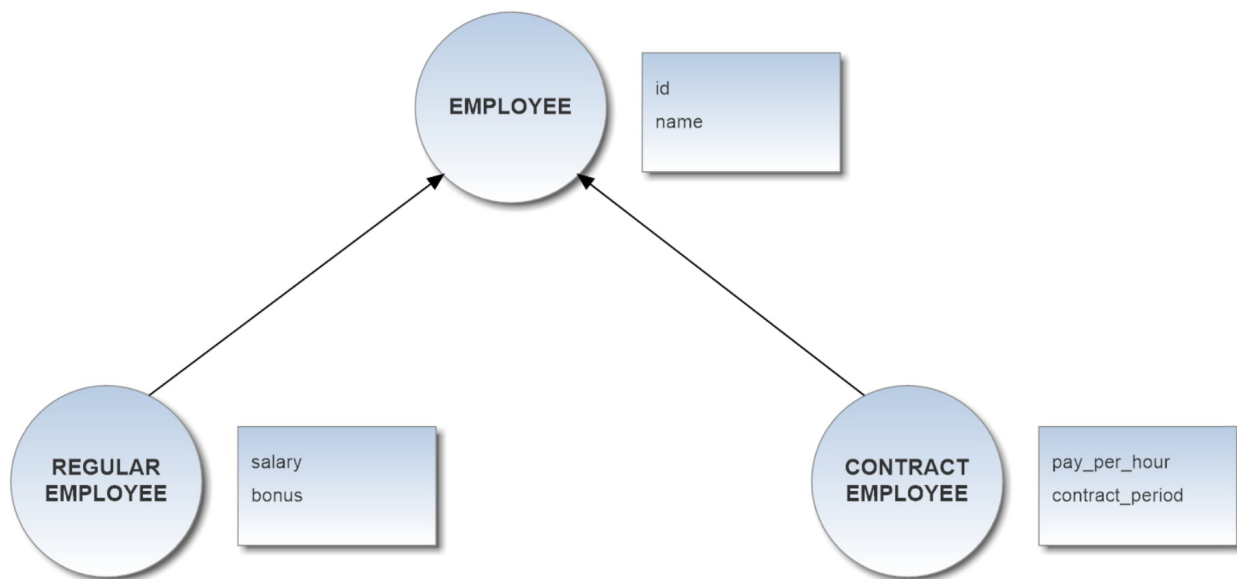 EMPLOYEE
id
name
REGULAR
EMPLOYEE
salary
bonus
CONTRACT
EMPLOYEE
pay_per_hour
contract_period